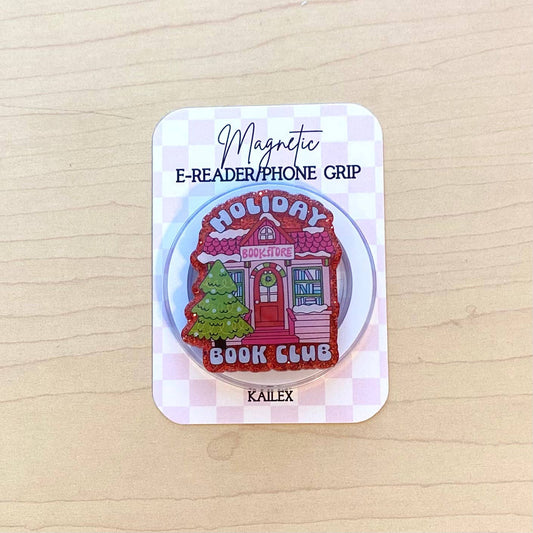 Magnetic
E-READER/PHONE GRIP
HOLIDAY
BOOKSTORE
BOOK CLUB
KAILEX